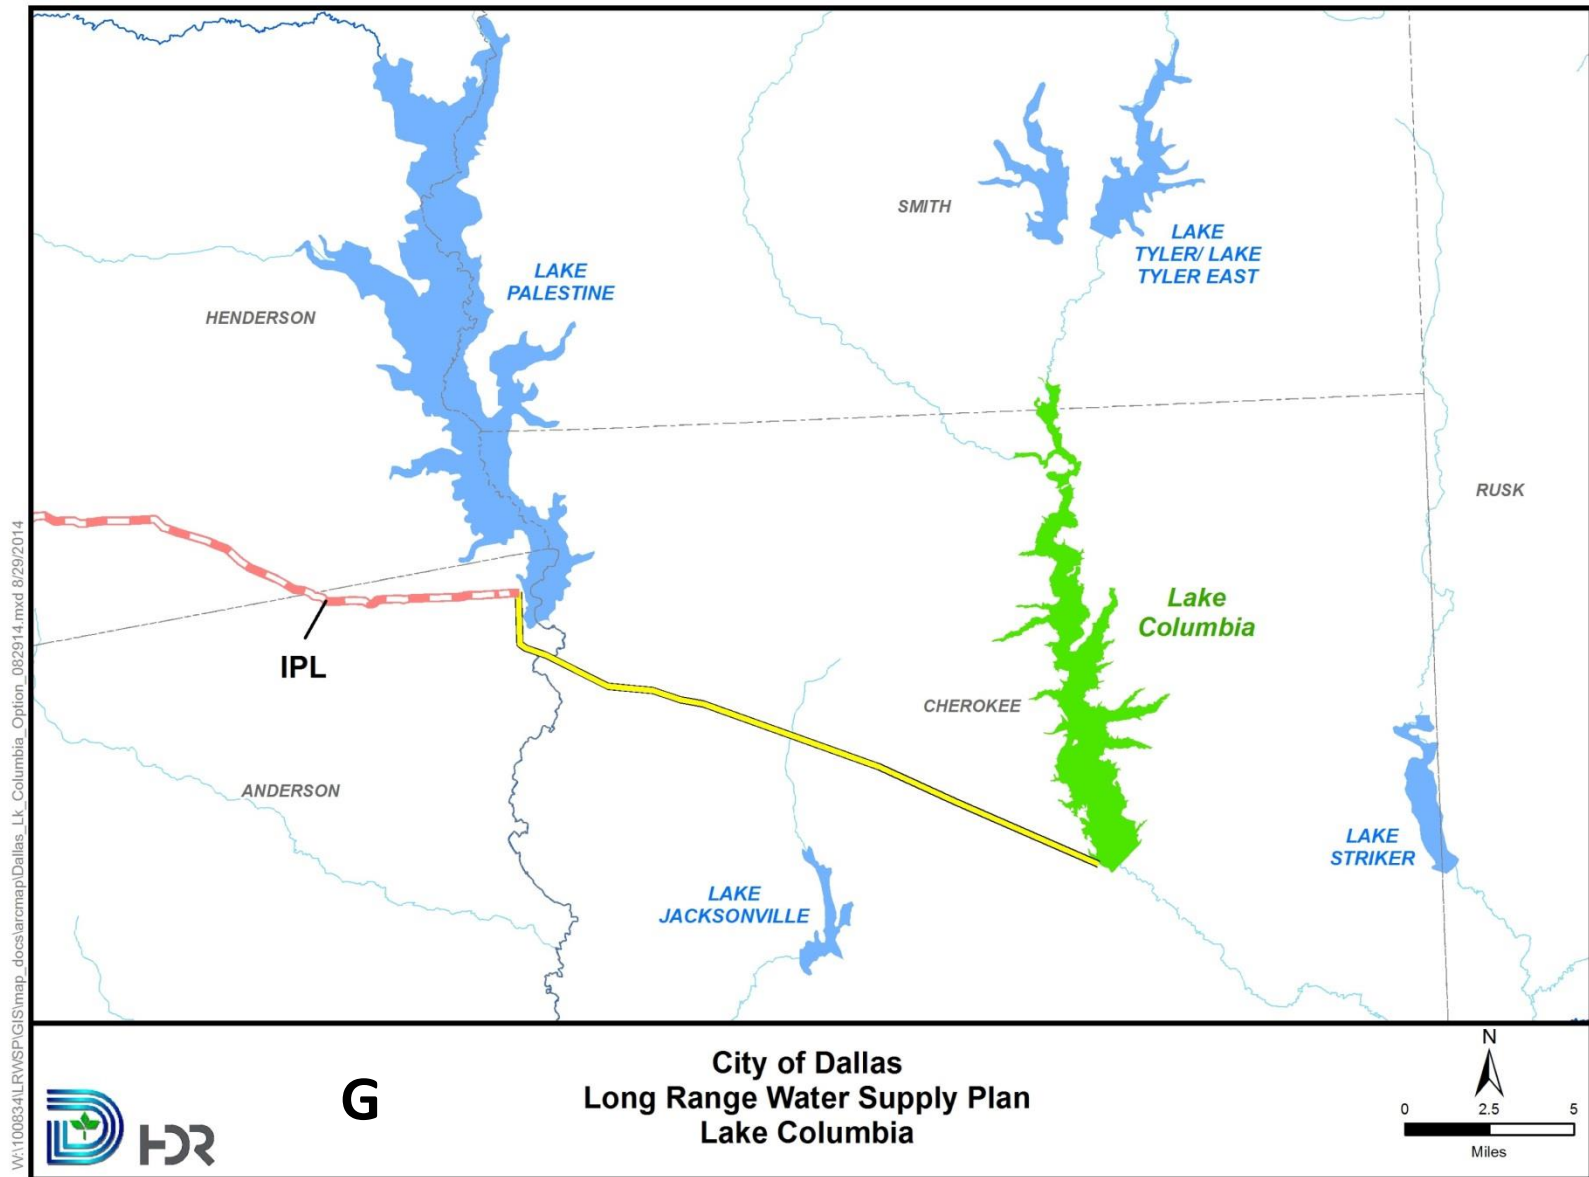 SMITH
LAKE
TYLER/ LAKE
TYLER EAST
LAKE
PALESTINE
HENDERSON
RUSK
Lake
Columbia
IPL
CHEROKEE
ANDERSON
LAKE
STRIKER
LAKE
JACKSONVILLE
W:\100834\LRWSP\GIS\map_docs\arcmap\Dallas_Lk_Columbia_Option_082914.mxd 8/29/2014
HDR
G
City of Dallas
Long Range Water Supply Plan
Lake Columbia
N
0 2.5 5
Miles